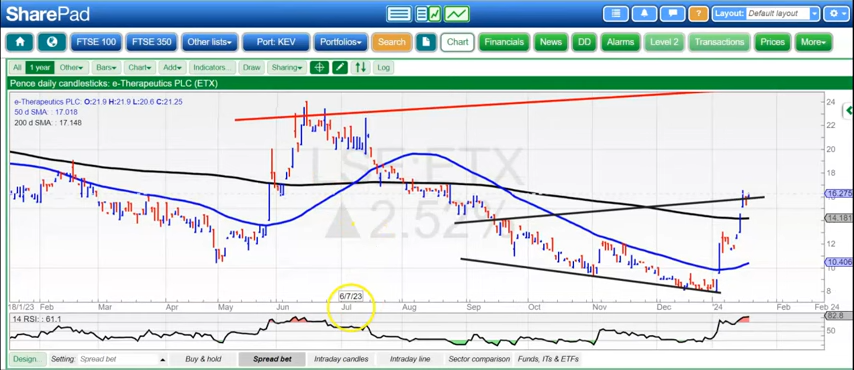 SharePad
Layout: Default layout
FTSE 100 FTSE 350 Other lists Port: KEV Portfolios Search Chart Financials News DD Alarms Level 2 Transactions Prices More
All 1 year Other Bars Chart Add Indicators... Draw Sharing Log
Pence daily candlesticks: e-Therapeutics PLC (ETX)
e-Therapeutics PLC: O:21.9 H:21.9 L:20.6 C:21.25
50 d SMA: : 17.018
200 d SMA: : 17.148
LSE:ETX
▲2.52%
24
22
20
18
16.275
14.181
12
10.406
8
6/7/23
18/1/23 Feb Mar Apr May Jun Jul Aug Sep Oct Nov Dec '24 Feb Feb 24
14 RSI: : 61.1
82.8
50
Design... Setting: Spread bet Buy & hold Spread bet Intraday candles Intraday line Sector comparison Funds, ITs & ETFs